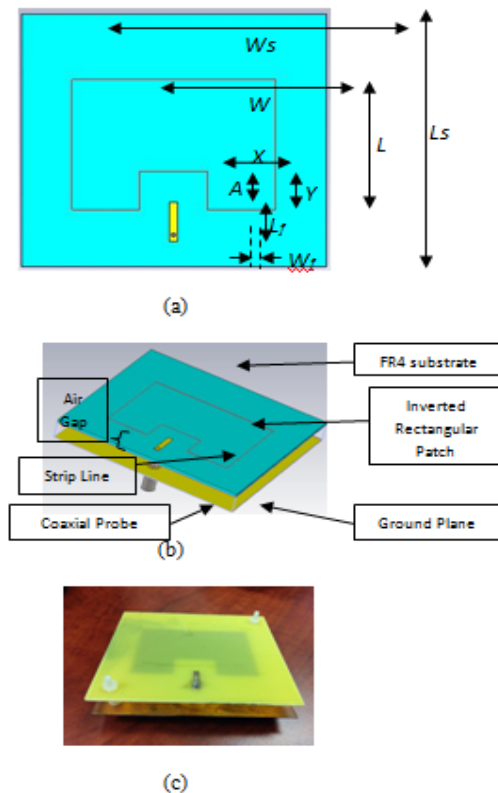 Ws
W
L
Ls
X
A
Y
L1
W1
(a)
FR4 substrate
Air
Gap
Inverted
Rectangular
Patch
Strip Line
Coaxial Probe
Ground Plane
(b)
(c)